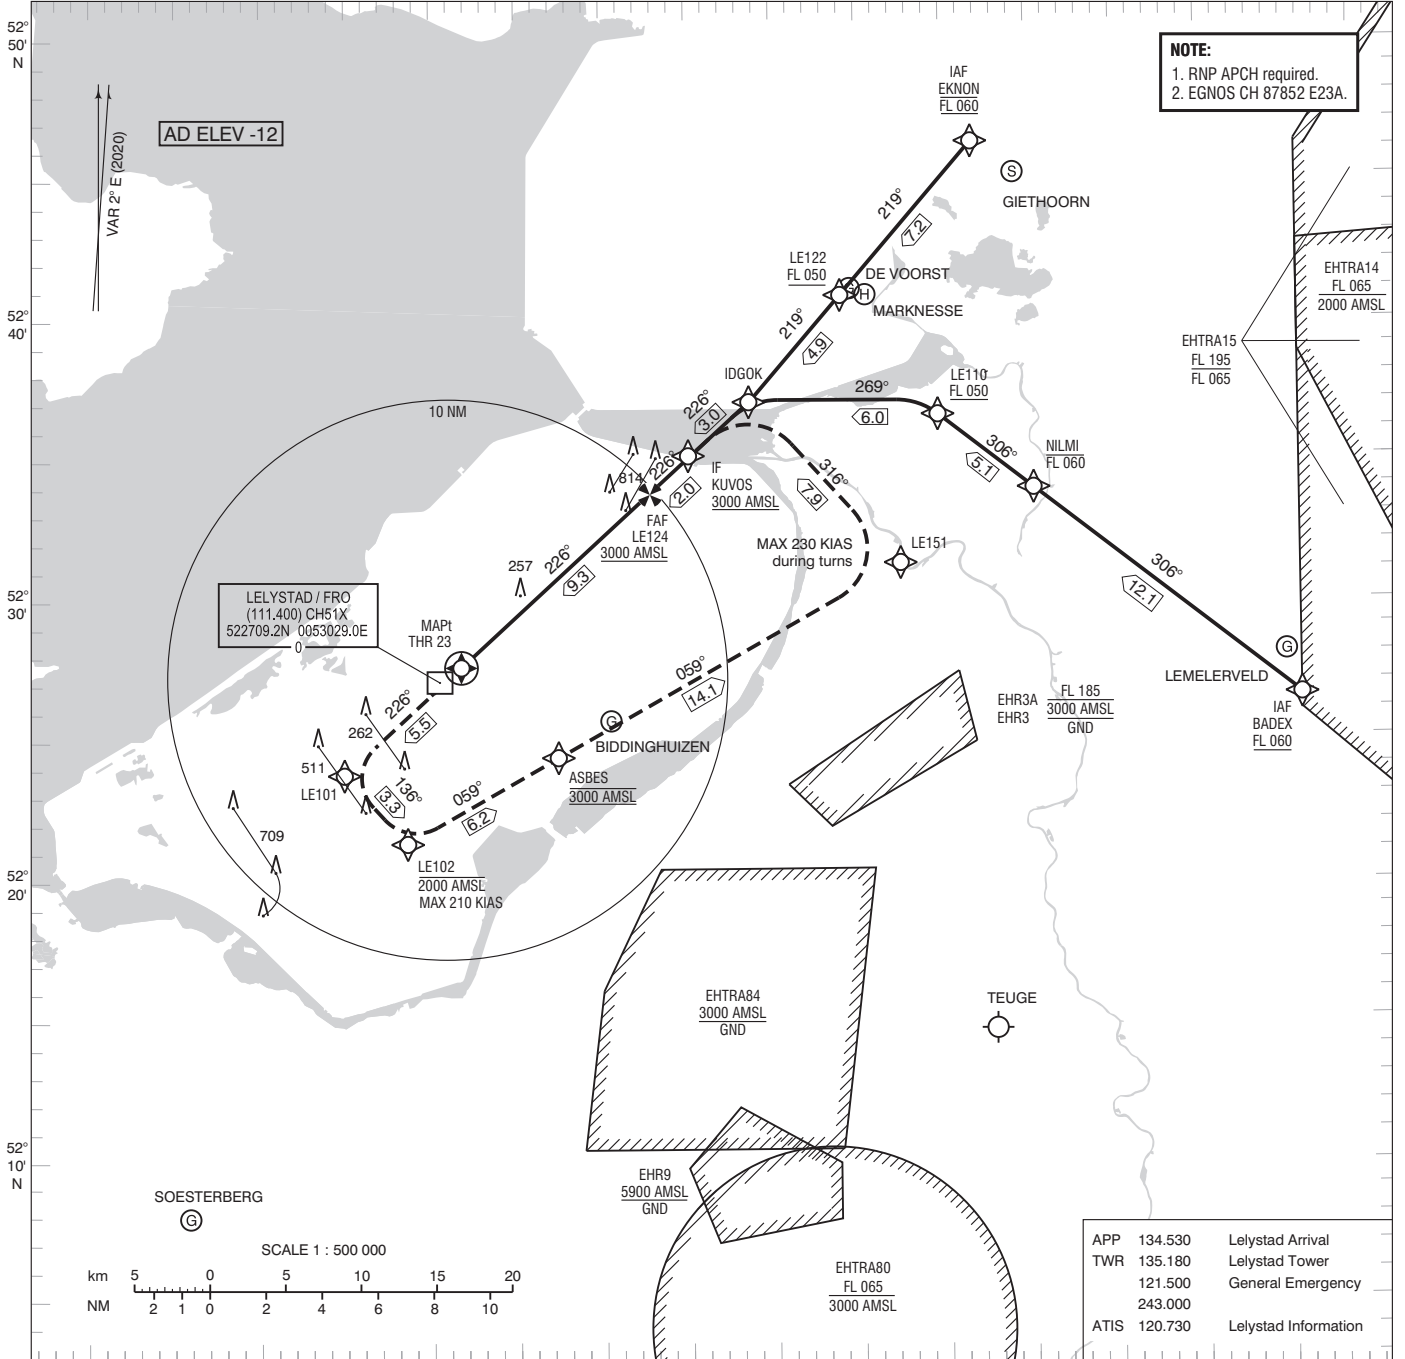 52°
50'
N
NOTE:
1. RNP APCH required.
2. EGNOS CH 87852 E23A.
IAF
EKNON
FL 060
AD ELEV -12
VAR 2° E (2020)
S
GIETHOORN
219°
7.2
LE122
FL 050
DE VOORST
H
MARKNESSE
EHTRA14
FL 065
2000 AMSL
52°
40'
219°
4.9
EHTRA15
FL 195
FL 065
IDGOK
LE110
FL 050
269°
6.0
10 NM
226°
3.0
306°
5.1
NILMI
FL 060
814
226°
2.0
IF
KUVOS
3000 AMSL
316°
7.9
FAF
LE124
3000 AMSL
MAX 230 KIAS
during turns
LE151
257
226°
9.3
306°
12.1
52°
30'
LELYSTAD / FRO
(111.400) CH51X
522709.2N 0053029.0E
0
MAPt
THR 23
G
LEMELERVELD
IAF
BADEX
FL 060
059°
14.1
EHR3A
EHR3
FL 185
3000 AMSL
GND
226°
5.5
G
BIDDINGHUIZEN
262
511
LE101
136°
3.3
ASBES
3000 AMSL
059°
6.2
709
LE102
2000 AMSL
MAX 210 KIAS
52°
20'
EHTRA84
3000 AMSL
GND
TEUGE
52°
10'
N
EHR9
5900 AMSL
GND
SOESTERBERG
G
SCALE 1 : 500 000
km 5 0 5 10 15 20
NM 2 1 0 2 4 6 8 10
EHTRA80
FL 065
3000 AMSL
APP 134.530 Lelystad Arrival
TWR 135.180 Lelystad Tower
121.500 General Emergency
243.000
ATIS 120.730 Lelystad Information